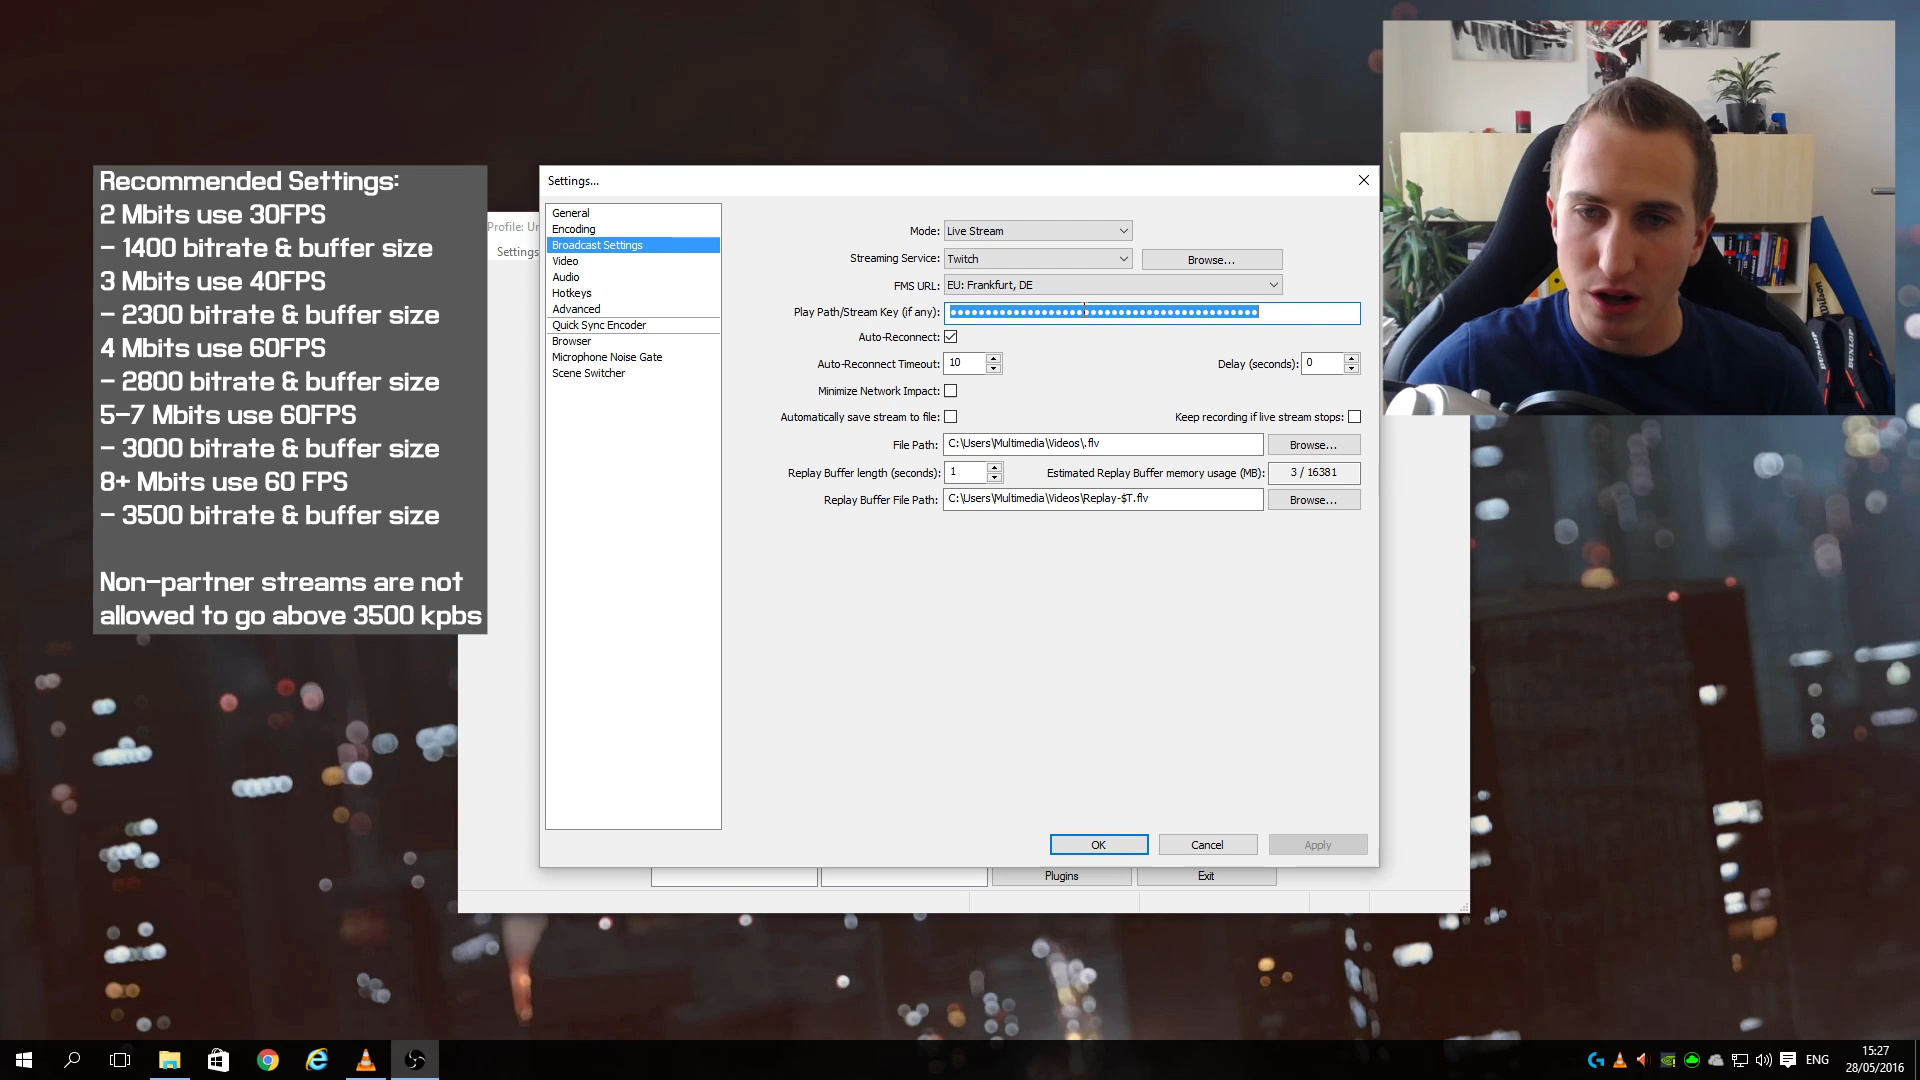 Recommended Settings:
2 Mbits use 30FPS
- 1400 bitrate & buffer size
3 Mbits use 40FPS
- 2300 bitrate & buffer size
4 Mbits use 60FPS
- 2800 bitrate & buffer size
5-7 Mbits use 60FPS
- 3000 bitrate & buffer size
8+ Mbits use 60 FPS
- 3500 bitrate & buffer size
Non-partner streams are not
allowed to go above 3500 kpbs
Profile: Un
Settings
Settings...
General
Encoding
Broadcast Settings
Video
Audio
Hotkeys
Advanced
Quick Sync Encoder
Browser
Microphone Noise Gate
Scene Switcher
Mode: Live Stream
Streaming Service: Twitch Browse...
FMS URL: EU: Frankfurt, DE
Play Path/Stream Key (if any):
Auto-Reconnect:
Auto-Reconnect Timeout: 10 Delay (seconds): 0
Minimize Network Impact:
Automatically save stream to file: Keep recording if live stream stops:
File Path: C:\Users\Multimedia\Videos\.flv Browse...
Replay Buffer length (seconds): 1 Estimated Replay Buffer memory usage (MB): 3 / 16381
Replay Buffer File Path: C:\Users\Multimedia\Videos\Replay-$T.flv Browse...
OK Cancel Apply
Plugins Exit
Wilson
DUNLOP
DUNLOP
ENG
15:27
28/05/2016